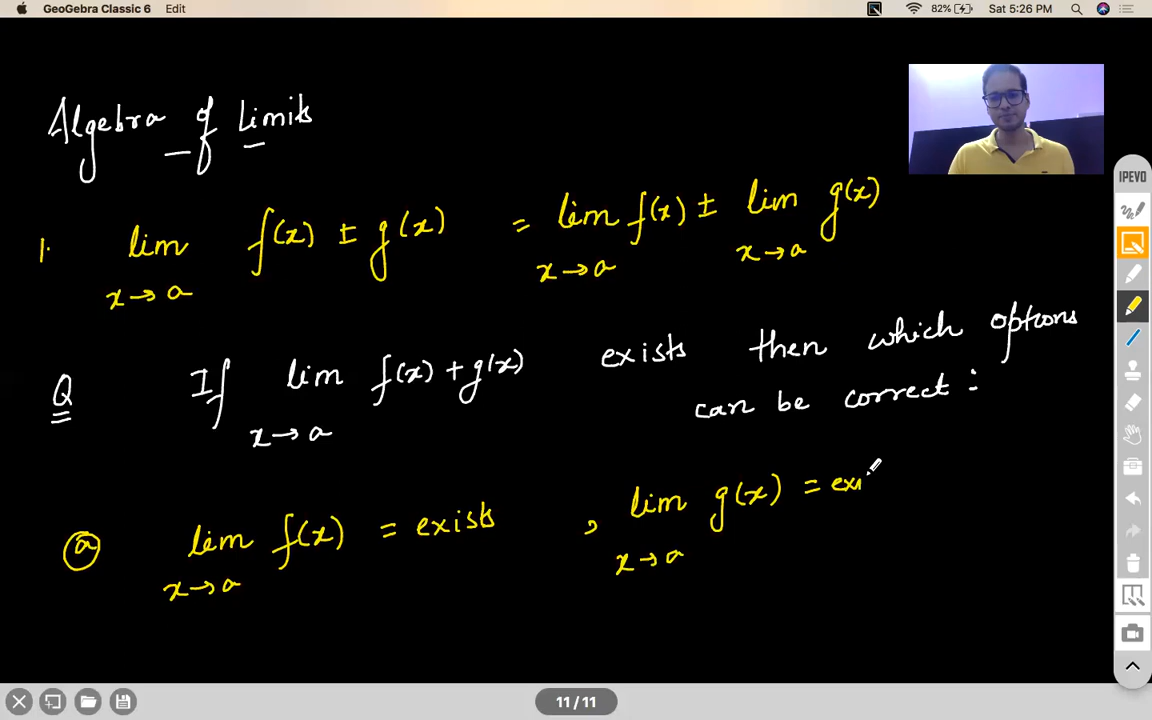 GeoGebra Classic 6 Edit 82% Sat 5:26 PM
Algebra of Limits
IPEVO
1. lim f(x) ± g(x) = lim f(x) ± lim g(x)
x→a x→a x→a
Q If lim f(x) + g(x) exists then which options
x→a can be correct :
(a) lim f(x) = exists , lim g(x) = exi
x→a x→a
11/11